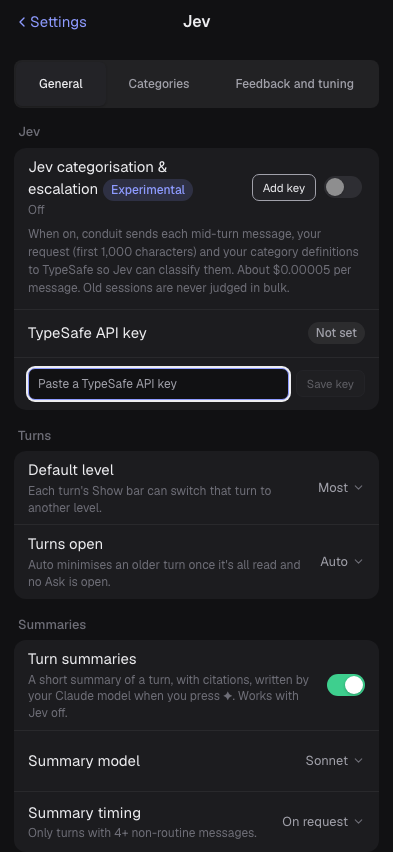 Settings
Jev
General
Categories
Feedback and tuning
Jev
Jev categorisation &
escalation Experimental
Add key
Off
When on, conduit sends each mid-turn message, your
request (first 1,000 characters) and your category definitions
to TypeSafe so Jev can classify them. About $0.00005 per
message. Old sessions are never judged in bulk.
TypeSafe API key
Not set
Paste a TypeSafe API key
Save key
Turns
Default level
Each turn's Show bar can switch that turn to
another level.
Most
Turns open
Auto minimises an older turn once it's all read and
no Ask is open.
Auto
Summaries
Turn summaries
A short summary of a turn, with citations, written by
your Claude model when you press ✦. Works with
Jev off.
Summary model
Sonnet
Summary timing
Only turns with 4+ non-routine messages.
On request